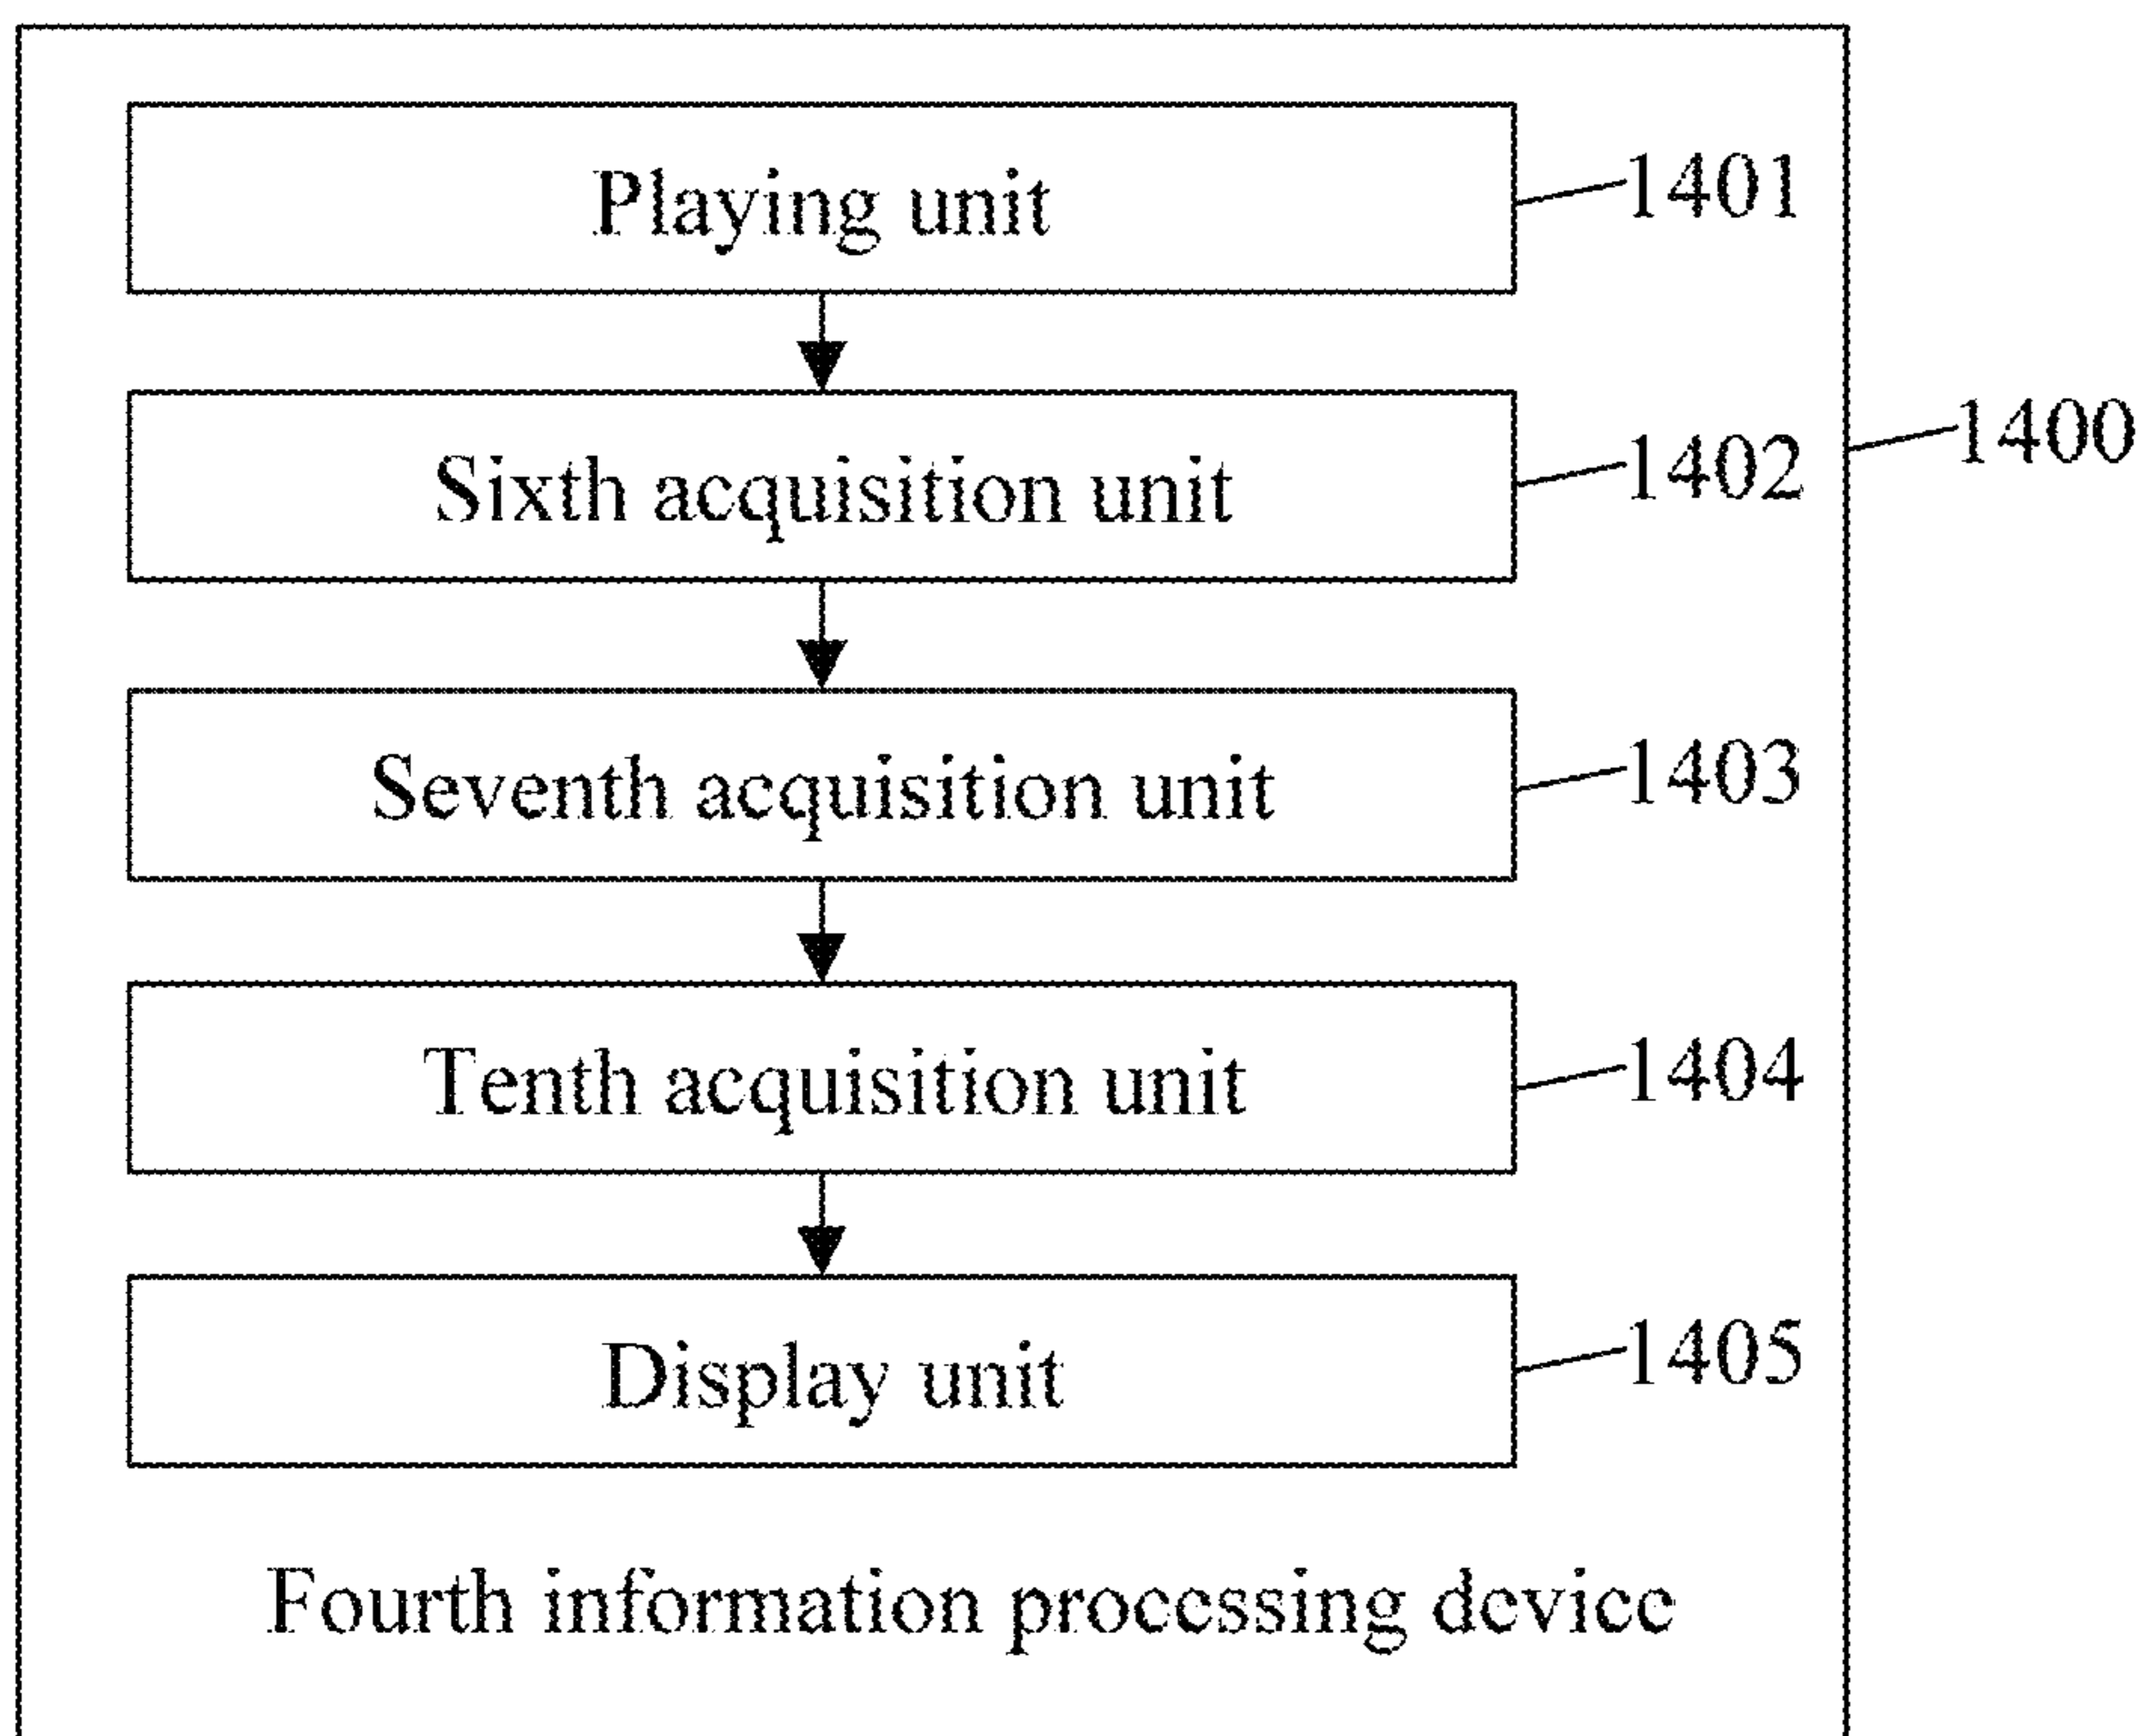 Playing unit
1401
Sixth acquisition unit
1402
1400
Seventh acquisition unit
1403
Tenth acquisition unit
1404
Display unit
1405
Fourth information processing device